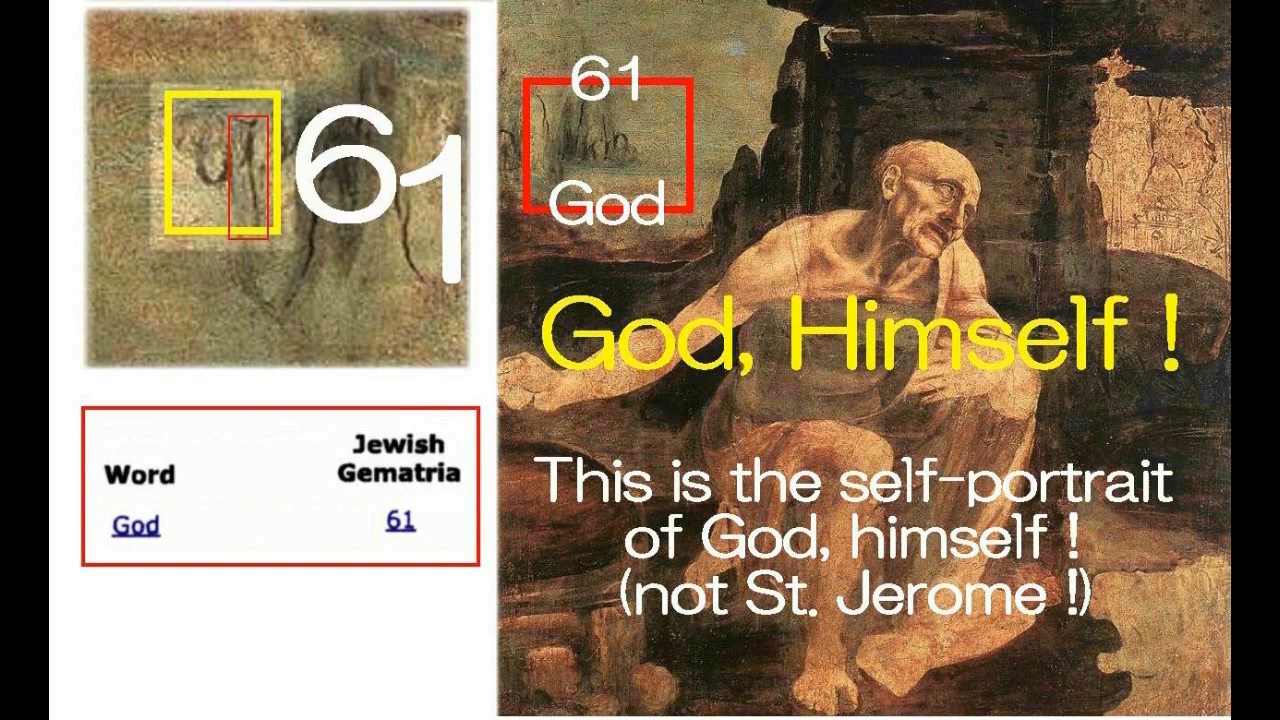 61
Word
Jewish
Gematria
God
61
61
God
God, Himself !
This is the self-portrait
of God, himself !
(not St. Jerome !)